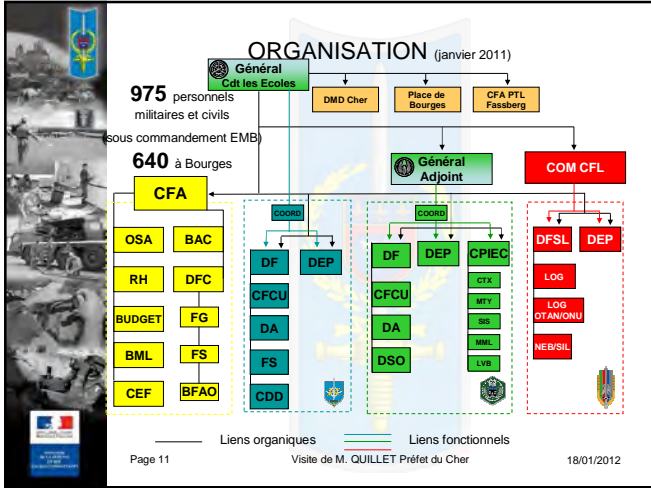 ORGANISATION (janvier 2011)
Général
Cdt les Ecoles
975 personnels
militaires et civils
(sous commandement EMB)
640 à Bourges
DMD Cher
Place de
Bourges
CFA PTL
Fassberg
Général
Adjoint
COM CFL
CFA
OSA
BAC
RH
DFC
BUDGET
FG
BML
FS
CEF
BFAO
COORD
DF
DEP
CFCU
DA
FS
CDD
COORD
DF
DEP
CPIEC
CFCU
DA
DSO
CTX
MTY
SIS
MML
LVB
DFSL
DEP
LOG
LOG
OTAN/ONU
NEB/SIL
Liens organiques
Liens fonctionnels
Page 11
Visite de M. QUILLET Préfet du Cher
18/01/2012